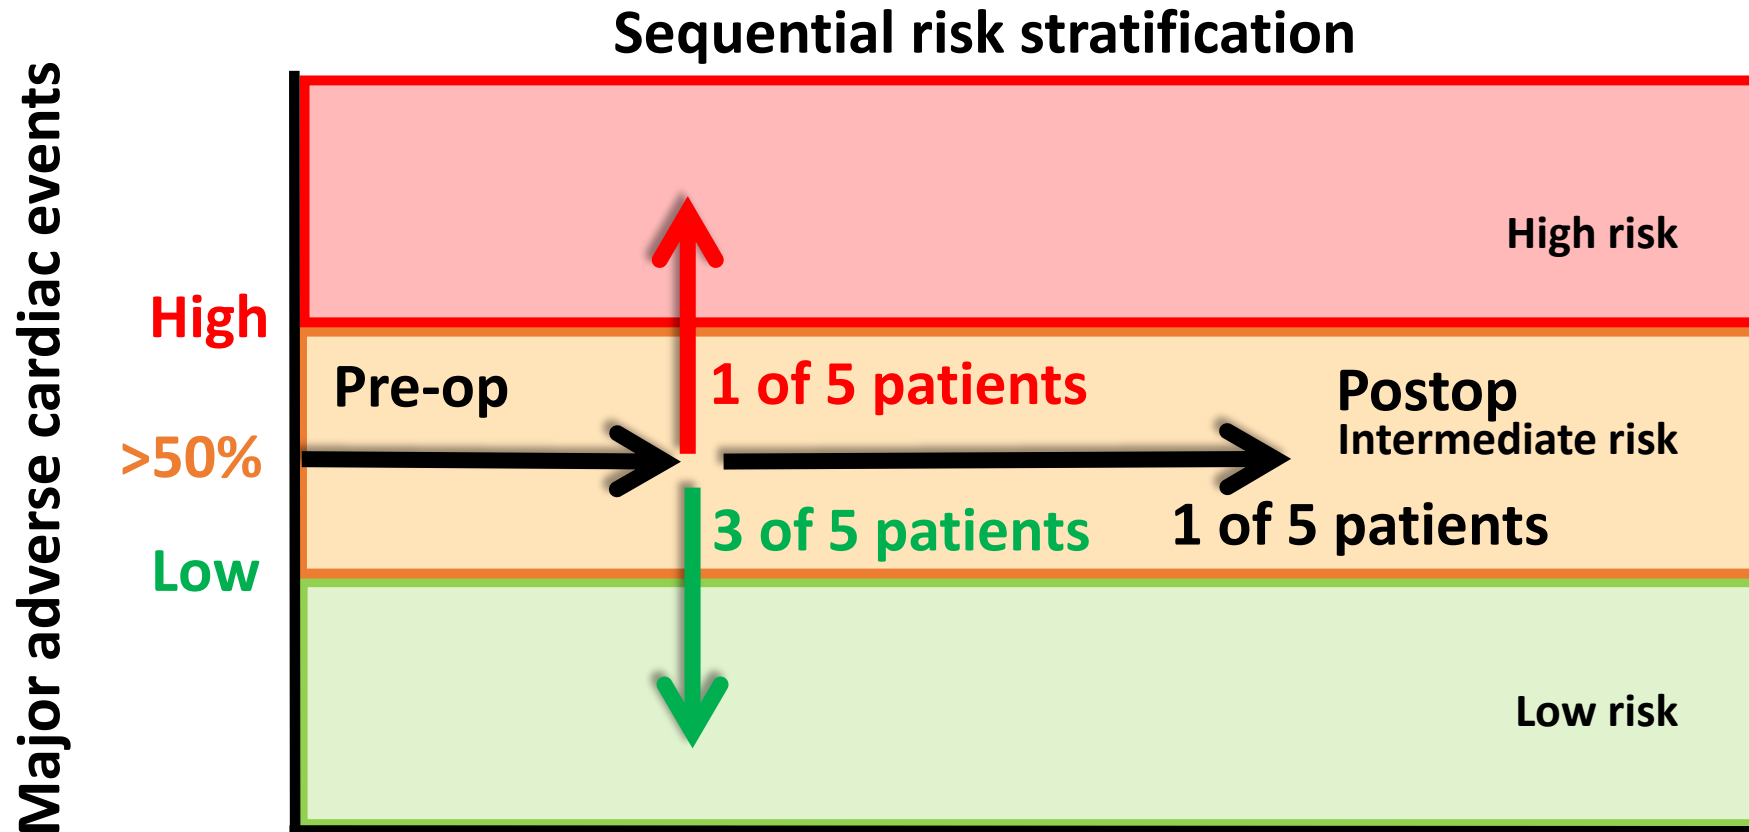 Sequential risk stratification
Major adverse cardiac events
High risk
High
Pre-op
1 of 5 patients
Postop
Intermediate risk
>50%
3 of 5 patients
1 of 5 patients
Low
Low risk